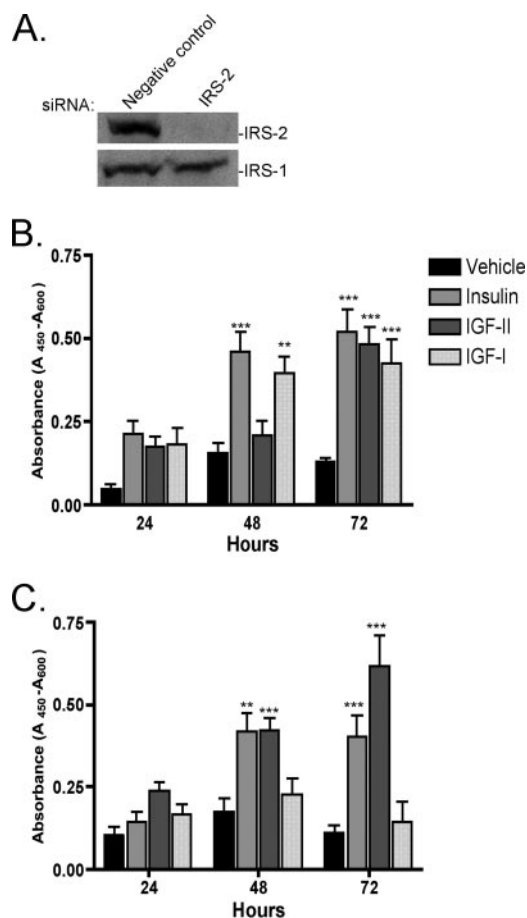 A.
siRNA: Negative control IRS-2
-IRS-2
-IRS-1
B.
0.75
0.50
0.25
0.00
Absorbance (A 450-A600)
*** ** *** *** ***
24 48 72
Hours
Vehicle
Insulin
IGF-II
IGF-I
C.
0.75
0.50
0.25
0.00
Absorbance (A 450-A600)
** *** *** ***
24 48 72
Hours